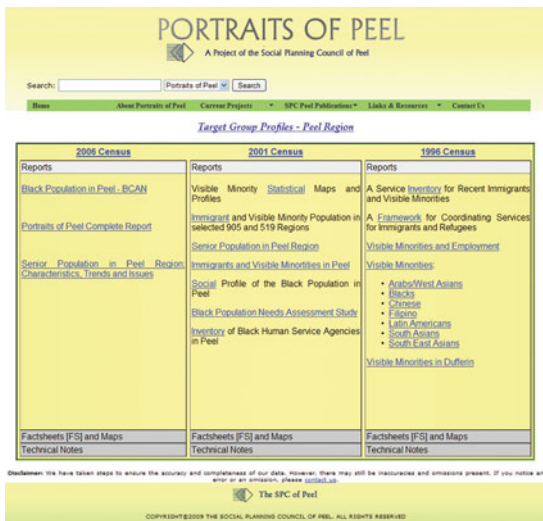 PORTRAITS OF PEEL
A Project of the Social Planning Council of Peel
Search: Portraits of Peel Search
Home About Portraits of Peel Current Projects SPC Peel Publications Links & Resources Contact Us
Target Group Profiles - Peel Region
2006 Census
Reports
Black Population in Peel - BCAN
Portraits of Peel Complete Report
Senior Population in Peel Region:
Characteristics, Trends and Issues
Factsheets [FS] and Maps
Technical Notes
2001 Census
Reports
Visible Minority Statistical Maps and
Profiles
Immigrant and Visible Minority Population in
selected 905 and 519 Regions
Senior Population in Peel Region
Immigrants and Visible Minortities in Peel
Social Profile of the Black Population in
Peel
Black Population Needs Assessment Study
Inventory of Black Human Service Agencies
in Peel
Factsheets [FS] and Maps
Technical Notes
1996 Census
Reports
A Service Inventory for Recent Immigrants
and Visible Minorities
A Framework for Coordinating Services
for Immigrants and Refugees
Visible Minorities and Employment
Visible Minorities:
• Arabs/West Asians
• Blacks
• Chinese
• Filipino
• Latin Americans
• South Asians
• South East Asians
Visible Minorities in Dufferin
Factsheets [FS] and Maps
Technical Notes
Disclaimer: We have taken steps to ensure the accuracy and completeness of our data. However, there may still be inaccuracies and omissions present. If you notice an
error or an omission, please contact us.
The SPC of Peel
COPYRIGHT@2009 THE SOCIAL PLANNING COUNCIL OF PEEL. ALL RIGHTS RESERVED